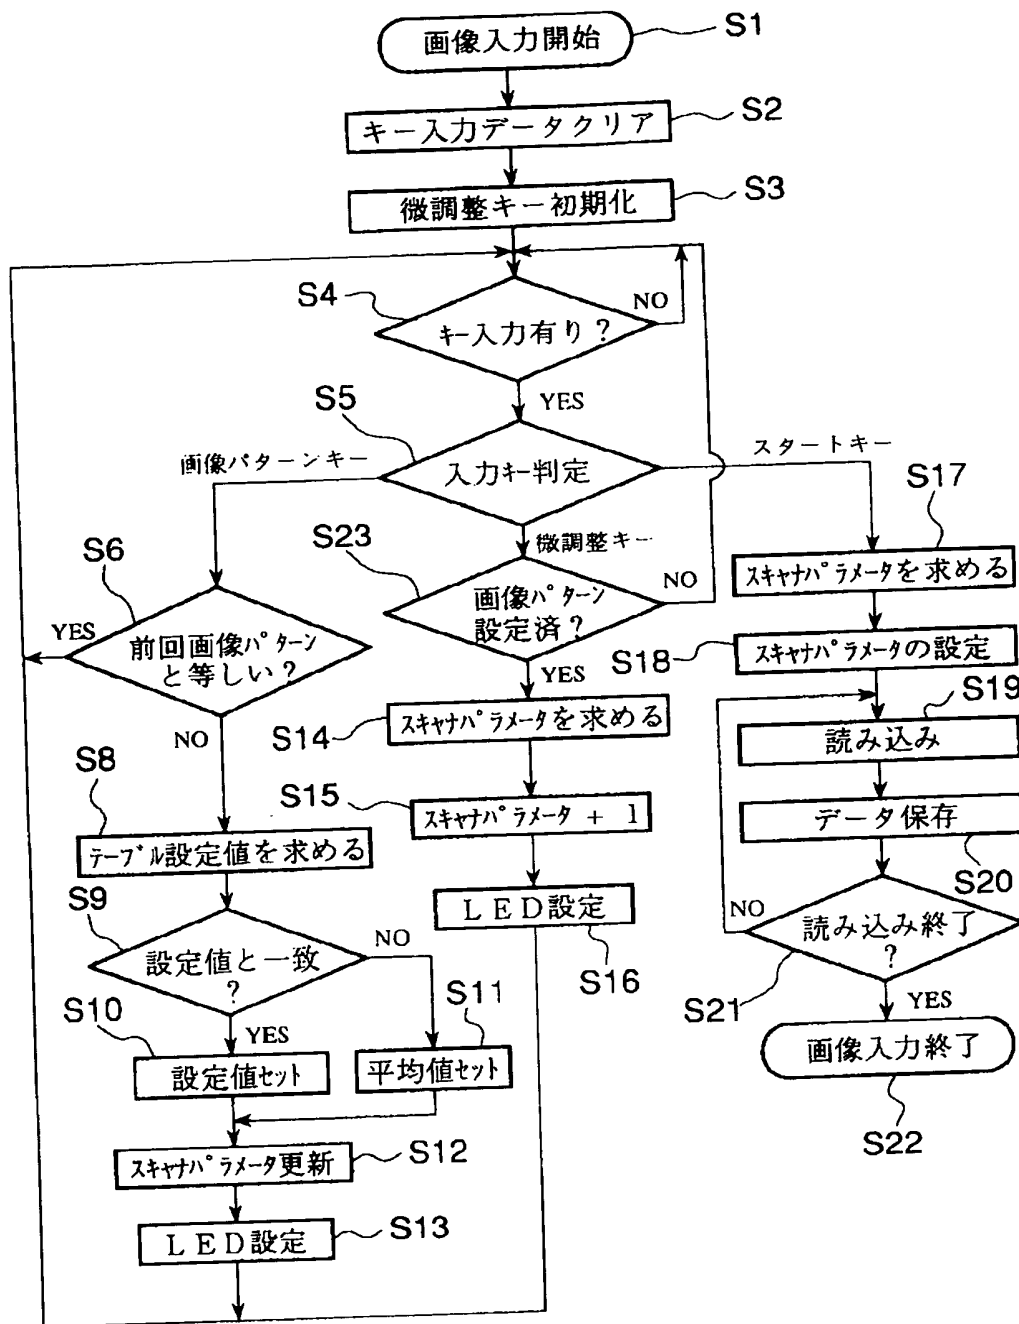 画像入力開始
S1
キー入力データクリア
S2
微調整キー初期化
S3
S4
キー入力有り?
NO
YES
S5
入力キー判定
画像パターンキー
スタートキー
微調整キー
S6
前回画像パターン
と等しい?
YES
NO
S23
画像パターン
設定済?
NO
YES
S17
スキャナパラメータを求める
S18
スキャナパラメータの設定
S14
スキャナパラメータを求める
S19
読み込み
S8
テーブル設定値を求める
S15
スキャナパラメータ + 1
データ保存
S20
S9
設定値と一致
?
NO
YES
LED設定
S16
NO
読み込み終了
?
S21
YES
S10
設定値セット
S11
平均値セット
画像入力終了
S22
スキャナパラメータ更新
S12
LED設定
S13